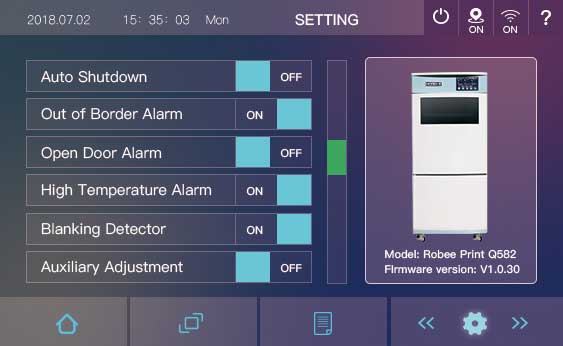 2018.07.02 15: 35: 03 Mon SETTING ?
ON ON
Auto Shutdown OFF
Out of Border Alarm ON
Open Door Alarm OFF
High Temperature Alarm ON
Blanking Detector ON
Auxiliary Adjustment OFF
Model: Robee Print Q582
FIrmware version: V1.0.30